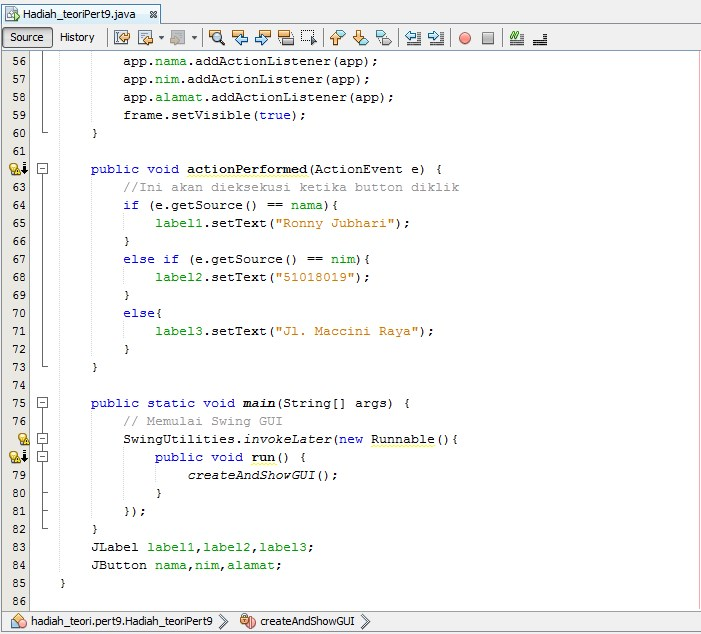 Hadiah_teoriPert9.java
Source History
56 app.nama.addActionListener(app);
57 app.nim.addActionListener(app);
58 app.alamat.addActionListener(app);
59 frame.setVisible(true);
60 }
61
public void actionPerformed(ActionEvent e) {
63 //Ini akan dieksekusi ketika button diklik
64 if (e.getSource() == nama){
65 label1.setText("Ronny Jubhari");
66 }
67 else if (e.getSource() == nim){
68 label2.setText("51018019");
69 }
70 else{
71 label3.setText("Jl. Maccini Raya");
72 }
73 }
74
75 public static void main(String[] args) {
76 // Memulai Swing GUI
SwingUtilities.invokeLater(new Runnable(){
public void run() {
79 createAndShowGUI();
80 }
81 });
82 }
83 JLabel label1,label2,label3;
84 JButton nama,nim,alamat;
85 }
86
hadiah_teori.pert9.Hadiah_teoriPert9 createAndShowGUI